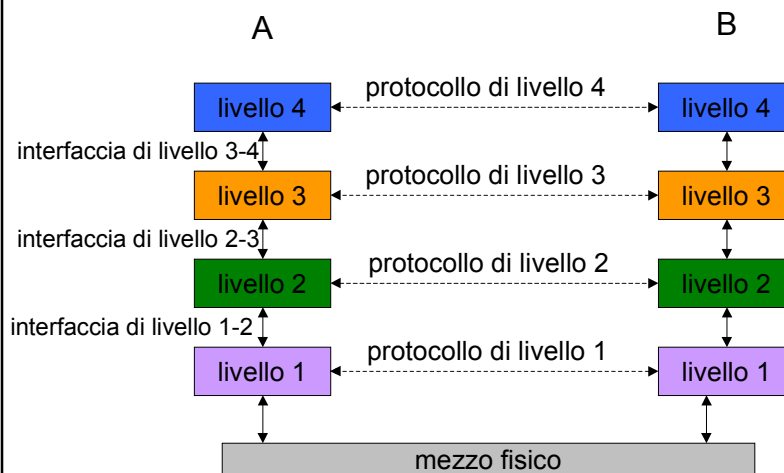 A
B
livello 4
protocollo di livello 4
livello 4
interfaccia di livello 3-4
livello 3
protocollo di livello 3
livello 3
interfaccia di livello 2-3
livello 2
protocollo di livello 2
livello 2
interfaccia di livello 1-2
livello 1
protocollo di livello 1
livello 1
mezzo fisico